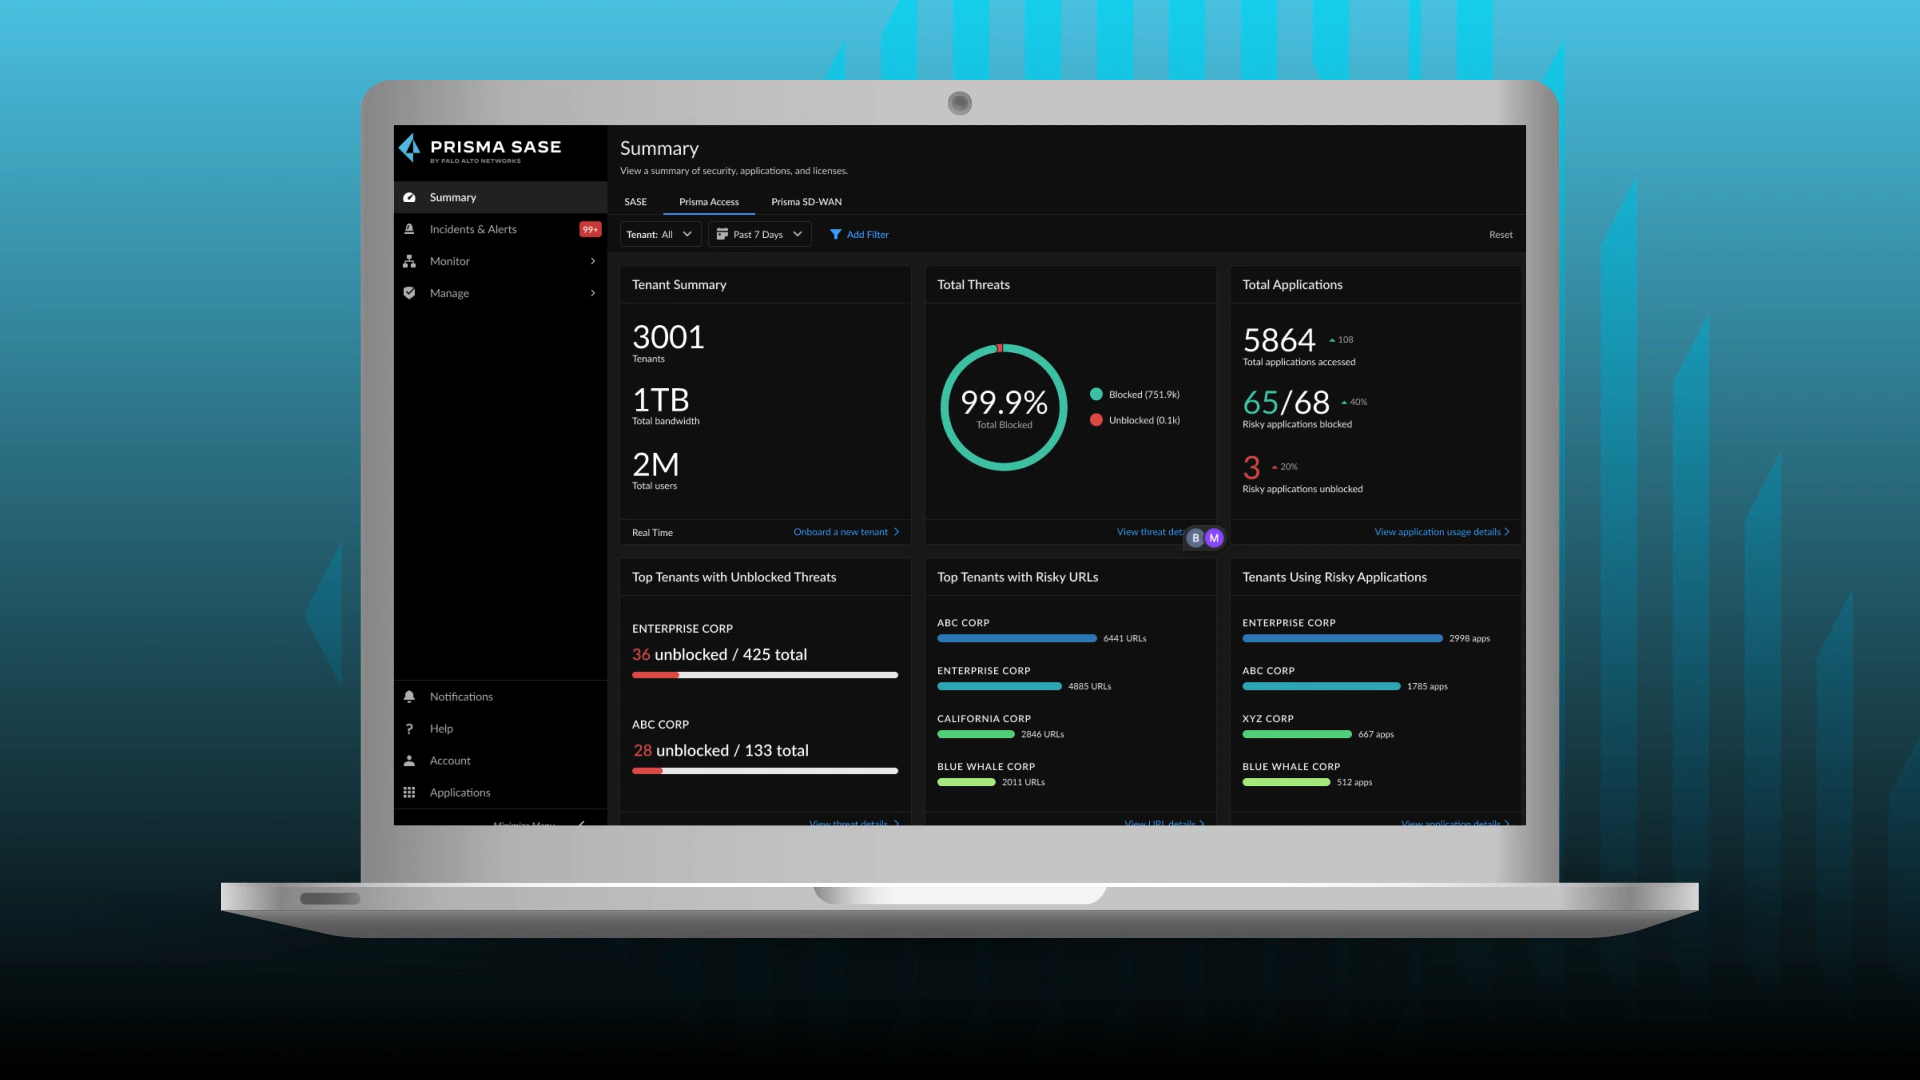 PRISMA SASE
BY PALO ALTO NETWORKS
Summary
Incidents & Alerts
99+
Monitor
Manage
Notifications
Help
Account
Applications
Minimize Menu
Summary
View a summary of security, applications, and licenses.
SASE
Prisma Access
Prisma SD-WAN
Tenant: All
Past 7 Days
Add Filter
Reset
Tenant Summary
3001
Tenants
1TB
Total bandwidth
2M
Total users
Real Time
Onboard a new tenant
Total Threats
99.9%
Total Blocked
Blocked (751.9k)
Unblocked (0.1k)
View threat
B M
Total Applications
5864 108
Total applications accessed
65/68 40%
Risky applications blocked
3 20%
Risky applications unblocked
View application usage details
Top Tenants with Unblocked Threats
ENTERPRISE CORP
36 unblocked / 425 total
ABC CORP
28 unblocked / 133 total
View threat details
Top Tenants with Risky URLs
ABC CORP
6441 URLs
ENTERPRISE CORP
4885 URLs
CALIFORNIA CORP
2846 URLs
BLUE WHALE CORP
2011 URLs
View URL details
Tenants Using Risky Applications
ENTERPRISE CORP
2998 apps
ABC CORP
1785 apps
XYZ CORP
667 apps
BLUE WHALE CORP
512 apps
View application details